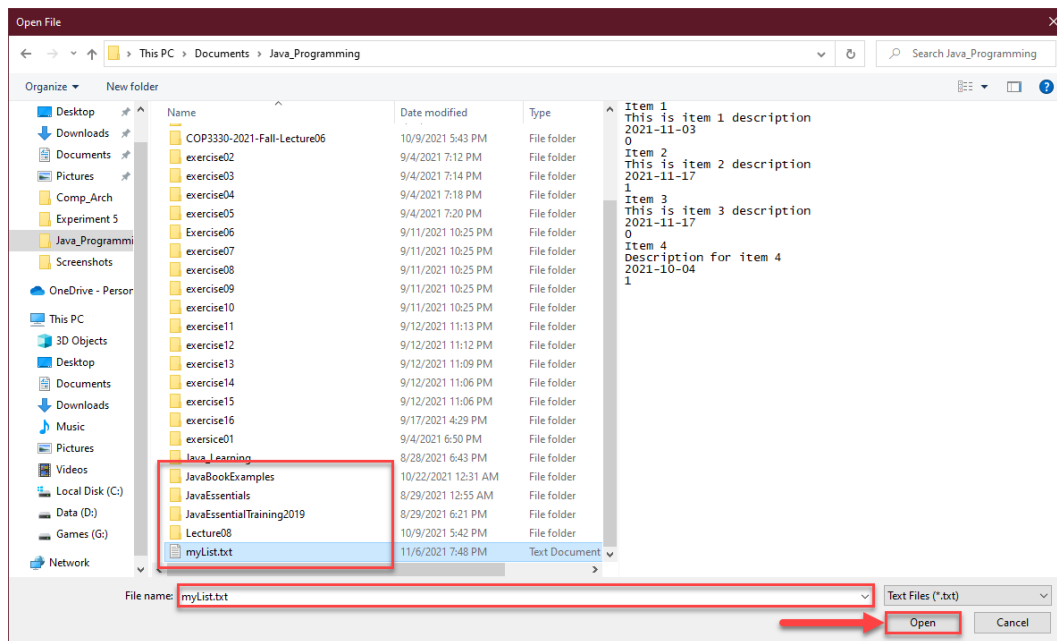 Open File
This PC > Documents > Java_Programming
Search Java_Programming
Organize
New folder
Desktop
Downloads
Documents
Pictures
Comp_Arch
Experiment 5
Java_Programmi
Screenshots
OneDrive - Person
This PC
3D Objects
Desktop
Documents
Downloads
Music
Pictures
Videos
Local Disk (C:)
Data (D:)
Games (G:)
Network
Name Date modified Type
COP3330-2021-Fall-Lecture06 10/9/2021 5:43 PM File folder
exercise02 9/4/2021 7:12 PM File folder
exercise03 9/4/2021 7:14 PM File folder
exercise04 9/4/2021 7:18 PM File folder
exercise05 9/4/2021 7:20 PM File folder
Exercise06 9/11/2021 10:25 PM File folder
exercise07 9/11/2021 10:25 PM File folder
exercise08 9/11/2021 10:25 PM File folder
exercise09 9/11/2021 10:25 PM File folder
exercise10 9/11/2021 10:25 PM File folder
exercise11 9/12/2021 11:13 PM File folder
exercise12 9/12/2021 11:12 PM File folder
exercise13 9/12/2021 11:09 PM File folder
exercise14 9/12/2021 11:06 PM File folder
exercise15 9/12/2021 11:06 PM File folder
exercise16 9/17/2021 4:29 PM File folder
exersice01 9/4/2021 6:50 PM File folder
Java_Learning 8/28/2021 6:43 PM File folder
JavaBookExamples 10/22/2021 12:31 AM File folder
JavaEssentials 8/29/2021 12:55 AM File folder
JavaEssentialTraining2019 8/29/2021 6:21 PM File folder
Lecture08 10/9/2021 5:42 PM File folder
myList.txt 11/6/2021 7:48 PM Text Document
Item 1
This is item 1 description
2021-11-03
0
Item 2
This is item 2 description
2021-11-17
1
Item 3
This is item 3 description
2021-11-17
0
Item 4
Description for item 4
2021-10-04
1
File name: myList.txt
Text Files (*.txt)
Open
Cancel